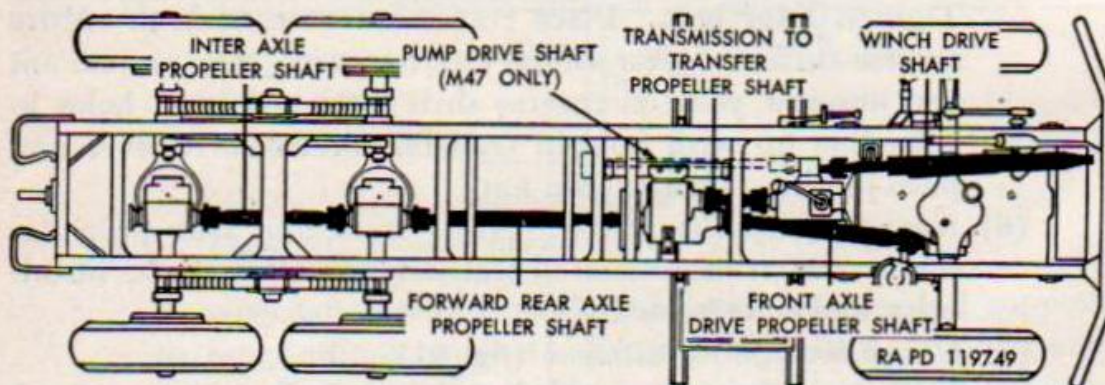 INTER AXLE
PROPELLER SHAFT
PUMP DRIVE SHAFT
(M47 ONLY)
TRANSMISSION TO
TRANSFER
PROPELLER SHAFT
WINCH DRIVE
SHAFT
FORWARD REAR AXLE
PROPELLER SHAFT
FRONT AXLE
DRIVE PROPELLER SHAFT
RA PD 119749